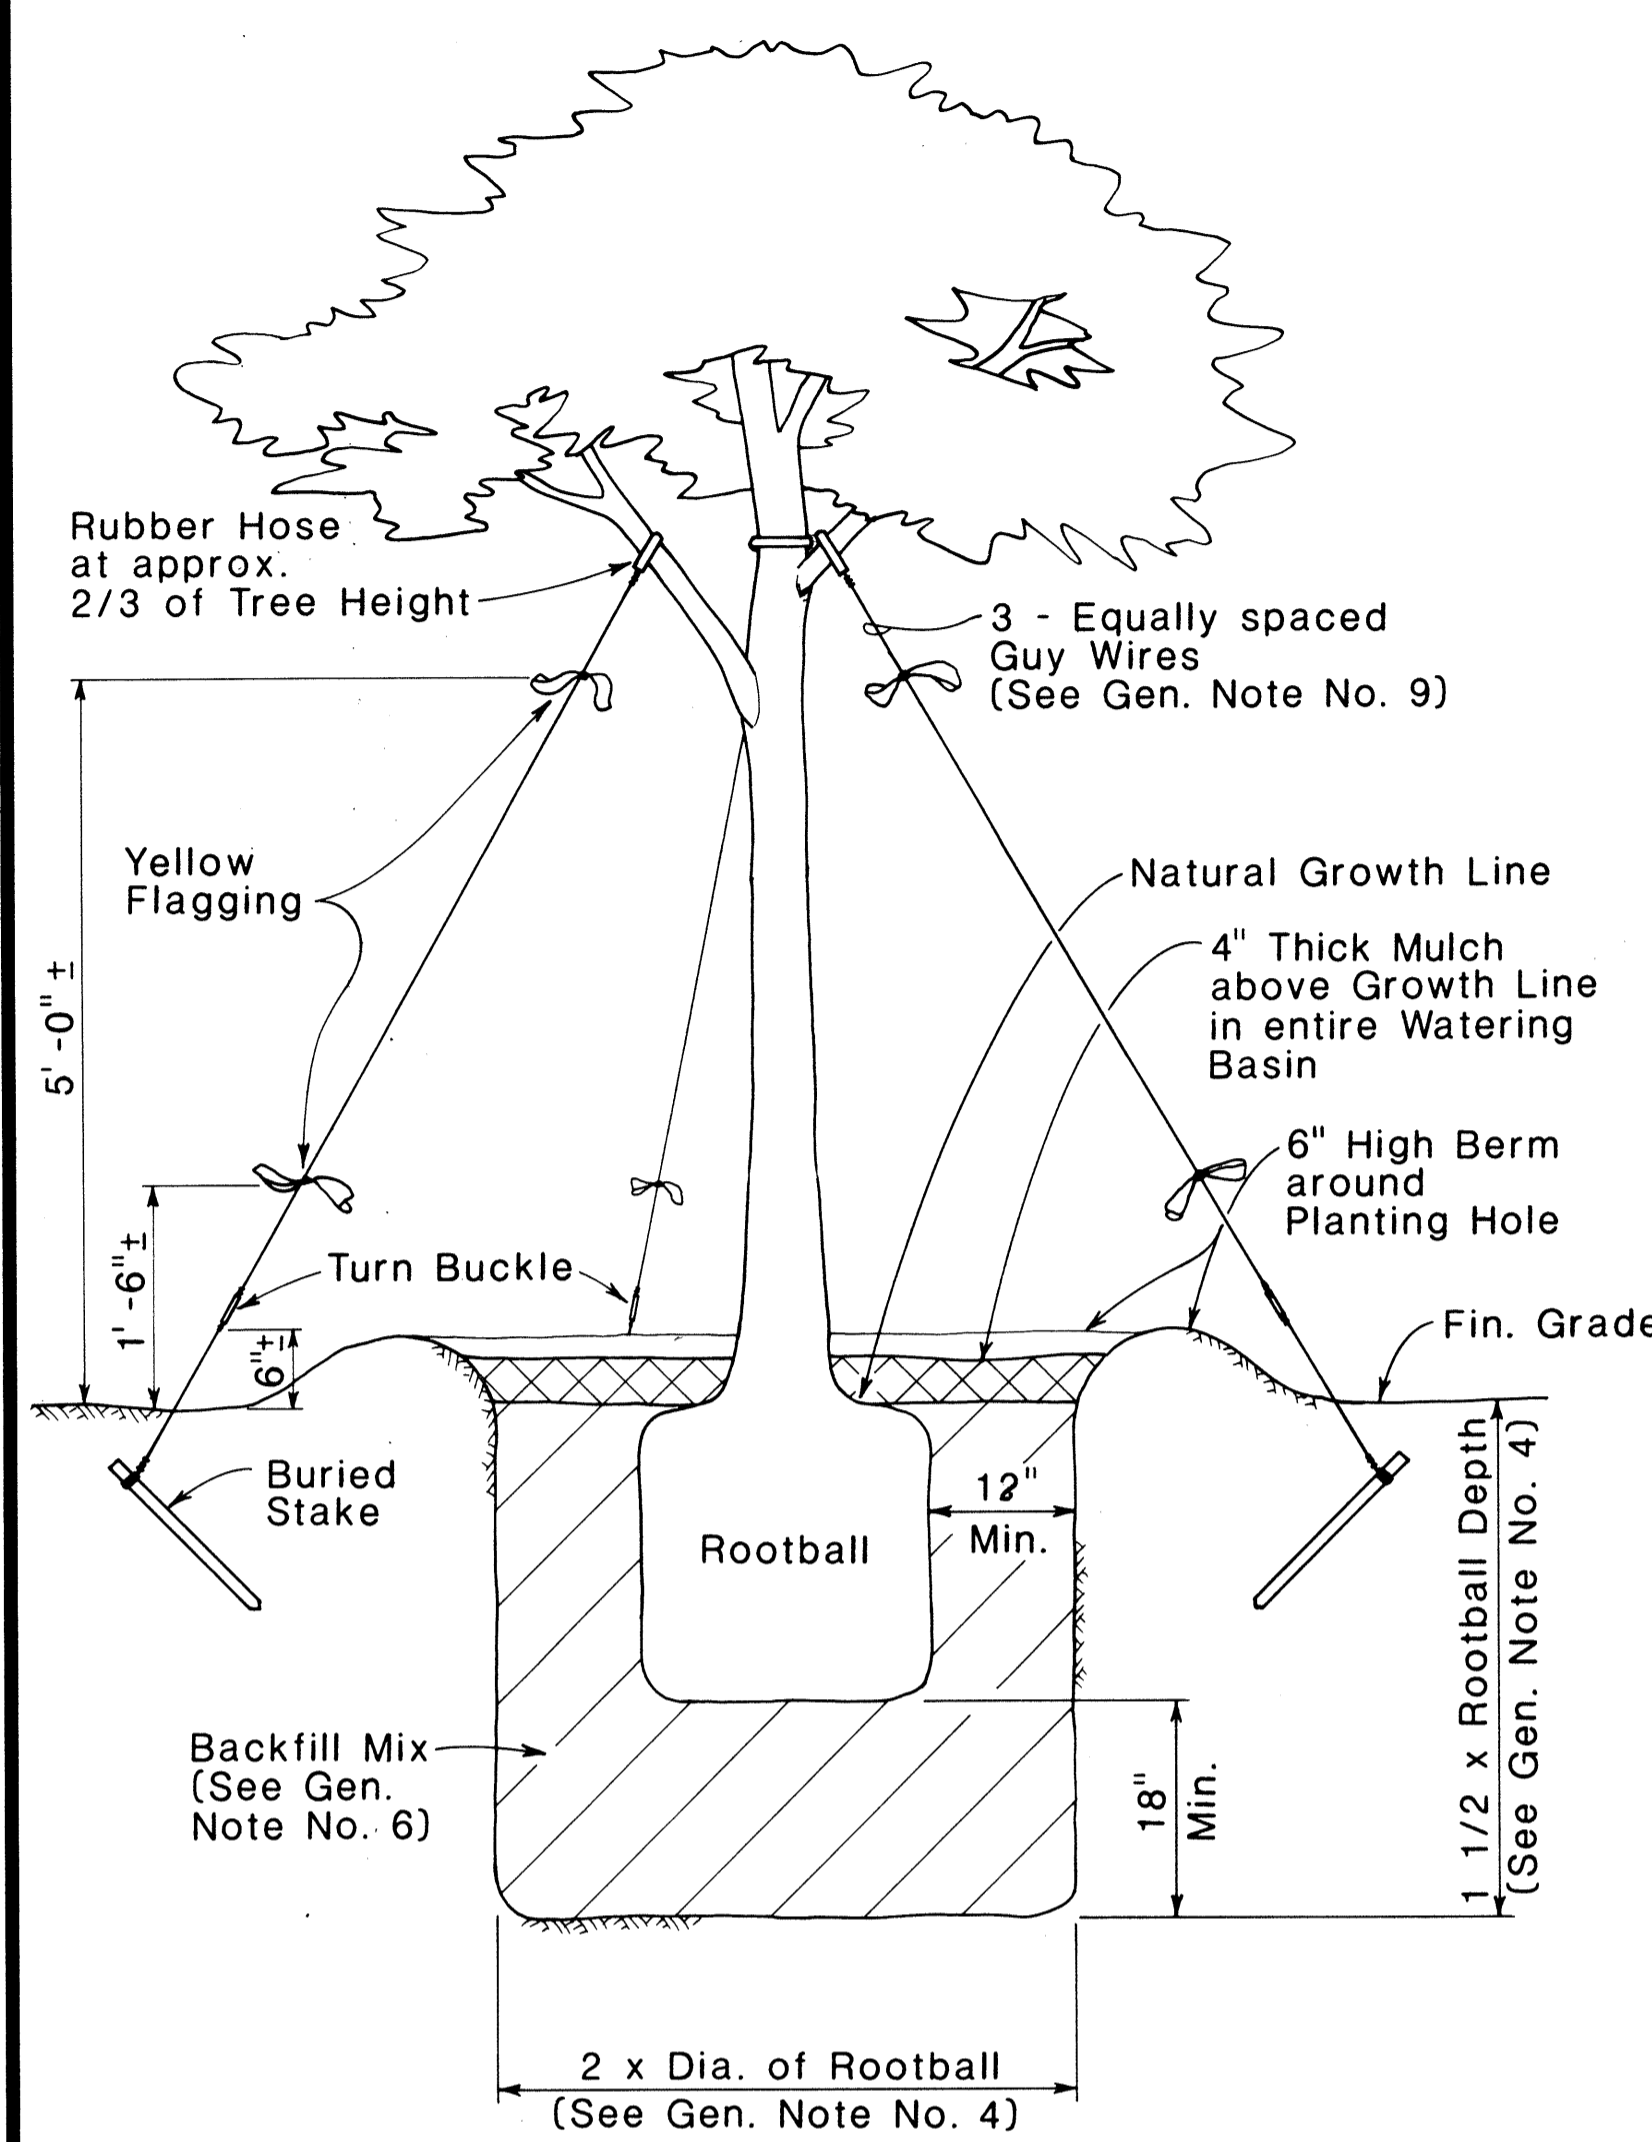 Rubber Hose
at approx.
2/3 of Tree Height
3 - Equally spaced
Guy Wires
(See Gen. Note No. 9)
Yellow
Flagging
Natural Growth Line
4" Thick Mulch
above Growth Line
in entire Watering
Basin
5' -0" ±
6" High Berm
around
Planting Hole
Turn Buckle
1' -6" ±
6" ±
Fin. Grade
Buried
Stake
Rootball
12"
Min.
1 1/2 x Rootball Depth
(See Gen. Note No. 4)
Backfill Mix
(See Gen.
Note No. 6)
18"
Min.
2 x Dia. of Rootball
(See Gen. Note No. 4)